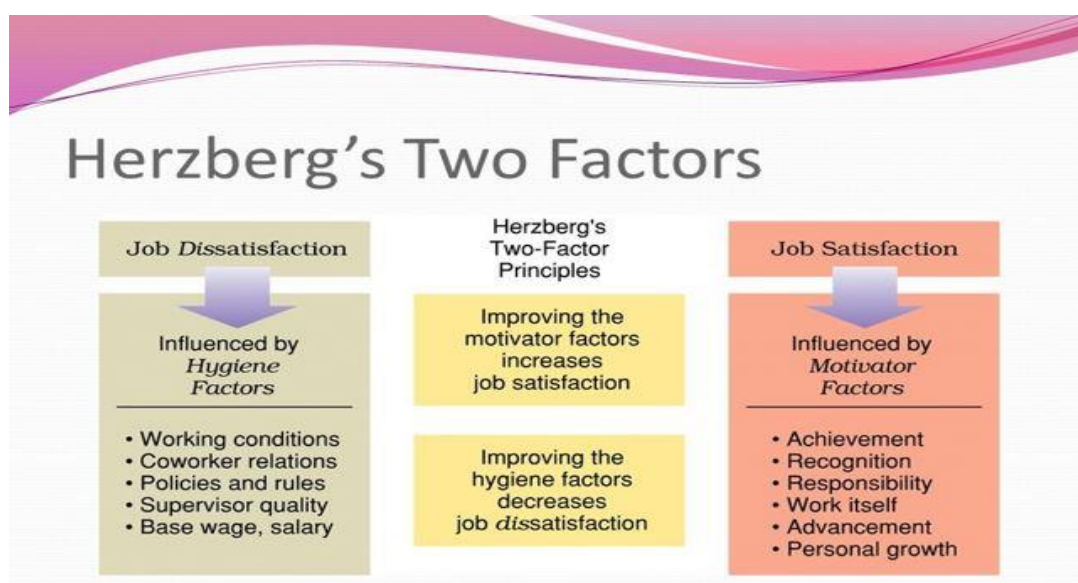 Herzberg’s Two Factors
Job Dissatisfaction
Influenced by
Hygiene
Factors
• Working conditions
• Coworker relations
• Policies and rules
• Supervisor quality
• Base wage, salary
Herzberg's
Two-Factor
Principles
Improving the
motivator factors
increases
job satisfaction
Improving the
hygiene factors
decreases
job dissatisfaction
Job Satisfaction
Influenced by
Motivator
Factors
• Achievement
• Recognition
• Responsibility
• Work itself
• Advancement
• Personal growth